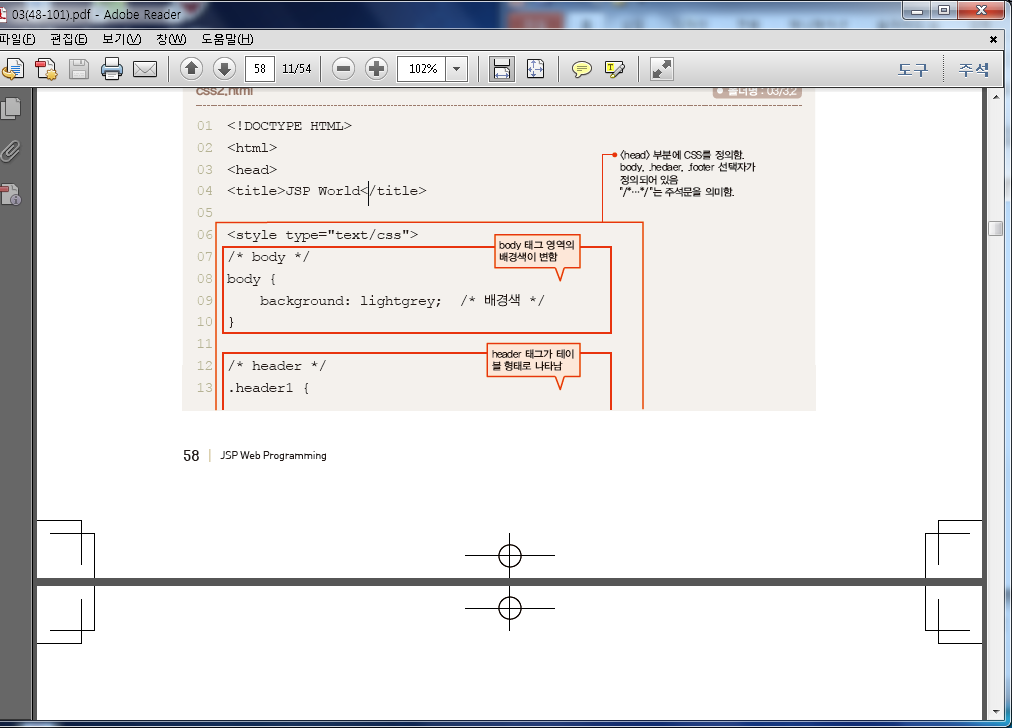 03(48-101).pdf - Adobe Reader
파일(F) 편집(E) 보기(V) 창(W) 도움말(H)
58 11/54 102% 도구 주석
css2.html 폴더명 : 03/3.2
01 <!DOCTYPE HTML>
02 <html>
03 <head>
04 <title>JSP World</title>
05
06 <style type="text/css">
07 /* body */
08 body {
09 background: lightgrey; /* 배경색 */
10 }
11
12 /* header */
13 .header1 {
〈head〉 부분에 CSS를 정의함.
body, .hedaer, .footer 선택자가
정의되어 있음
"/*…*/"는 주석문을 의미함.
body 태그 영역의
배경색이 변함
header 태그가 테이
블 형태로 나타남
58 | JSP Web Programming